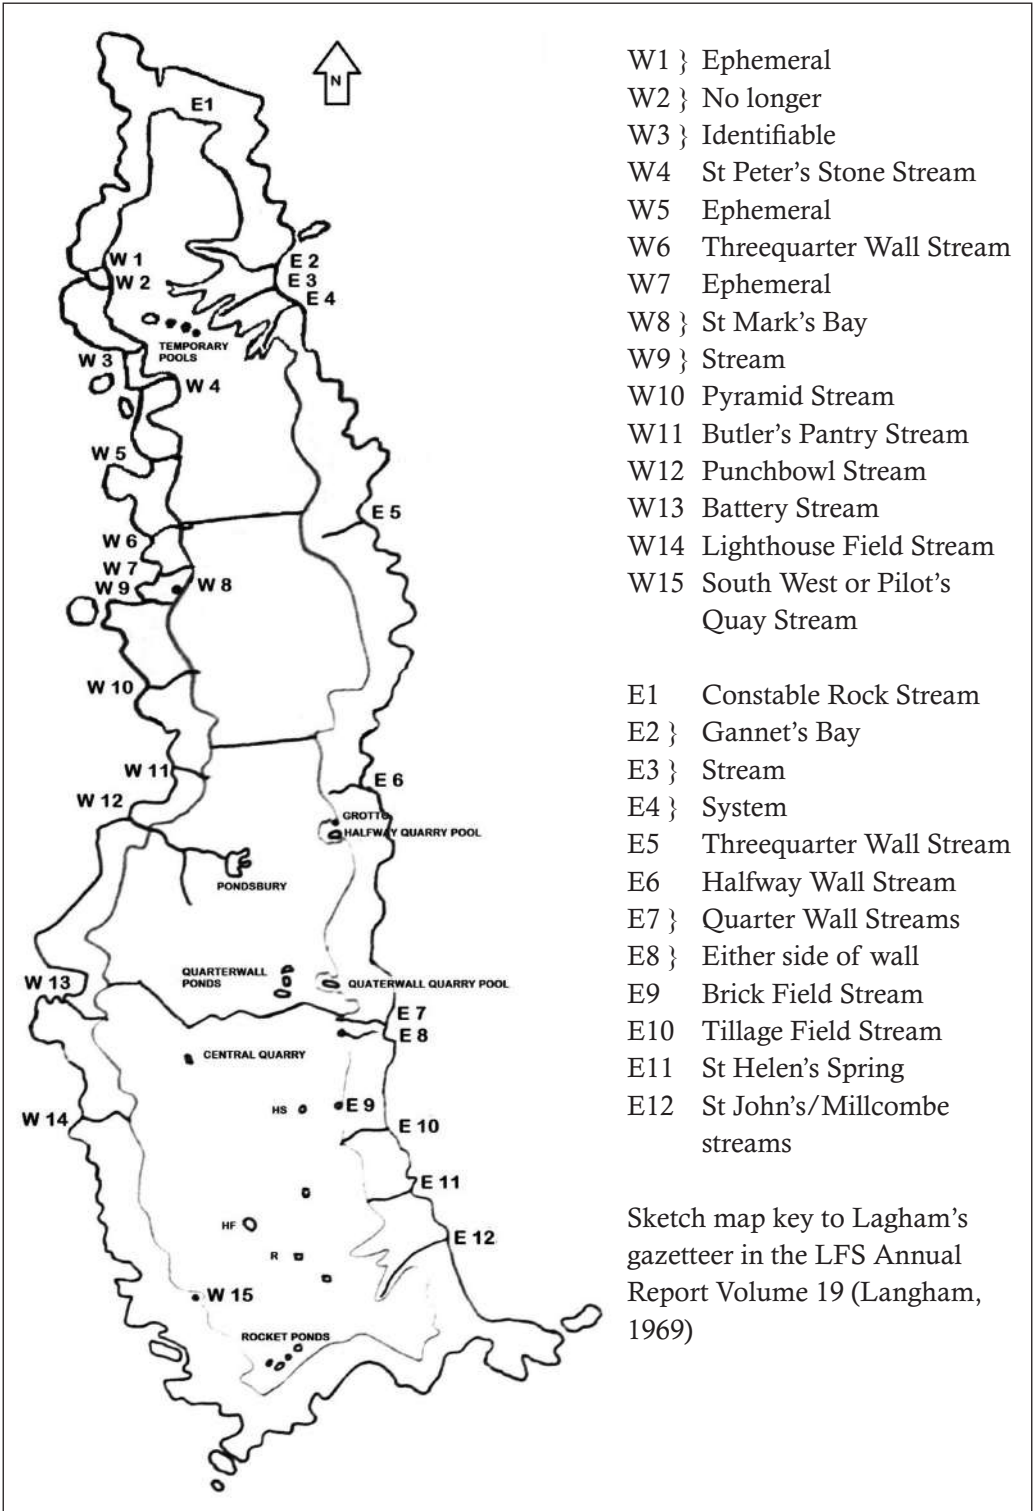 N
E1
W 1
W 2
E 2
E 3
E 4
TEMPORARY
POOLS
W 3
W 4
W 5
E 5
W 6
W 7
W 9
W 8
W 10
W 11
E 6
W 12
GROTTO
HALFWAY QUARRY POOL
PONDSBURY
QUARTERWALL
PONDS
W 13
QUATERWALL QUARRY POOL
E 7
E 8
CENTRAL QUARRY
HS
E 9
W 14
E 10
E 11
HF
E 12
R
W 15
ROCKET PONDS
W1 } Ephemeral
W2 } No longer
W3 } Identifiable
W4 St Peter's Stone Stream
W5 Ephemeral
W6 Threequarter Wall Stream
W7 Ephemeral
W8 } St Mark's Bay
W9 } Stream
W10 Pyramid Stream
W11 Butler's Pantry Stream
W12 Punchbowl Stream
W13 Battery Stream
W14 Lighthouse Field Stream
W15 South West or Pilot's
Quay Stream
E1 Constable Rock Stream
E2 } Gannet's Bay
E3 } Stream
E4 } System
E5 Threequarter Wall Stream
E6 Halfway Wall Stream
E7 } Quarter Wall Streams
E8 } Either side of wall
E9 Brick Field Stream
E10 Tillage Field Stream
E11 St Helen's Spring
E12 St John's/Millcombe
streams
Sketch map key to Lagham's
gazetteer in the LFS Annual
Report Volume 19 (Langham,
1969)